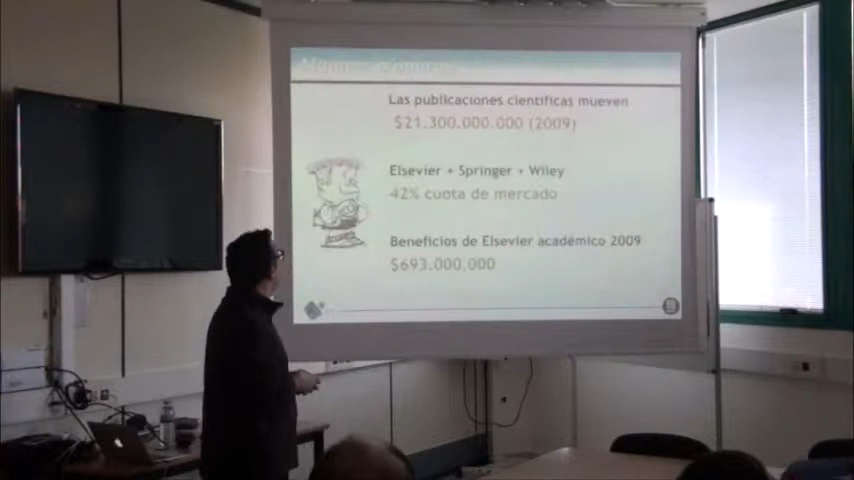 Las publicaciones científicas mueven
$21.300.000.000 (2009)
Elsevier + Springer + Wiley
42% cuota de mercado
Beneficios de Elsevier académico 2009
$693.000.000